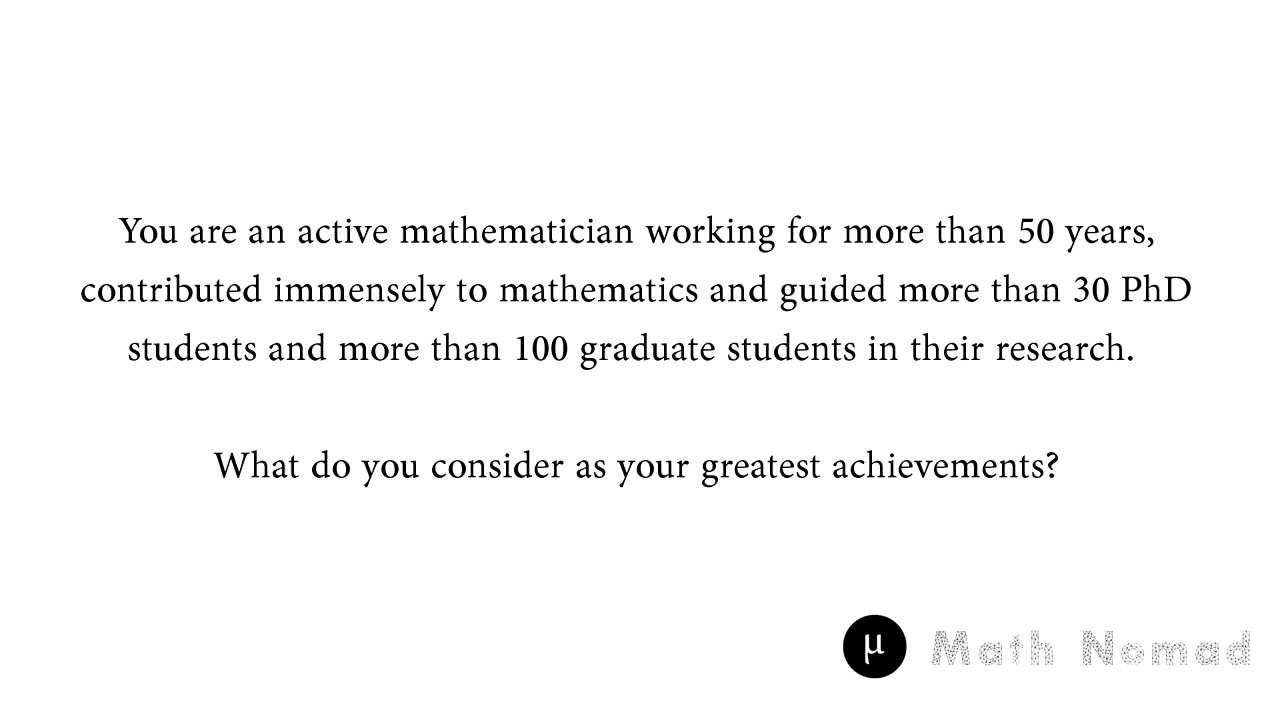 You are an active mathematician working for more than 50 years,
contributed immensely to mathematics and guided more than 30 PhD
students and more than 100 graduate students in their research.
What do you consider as your greatest achievements?
μ Math Nomad